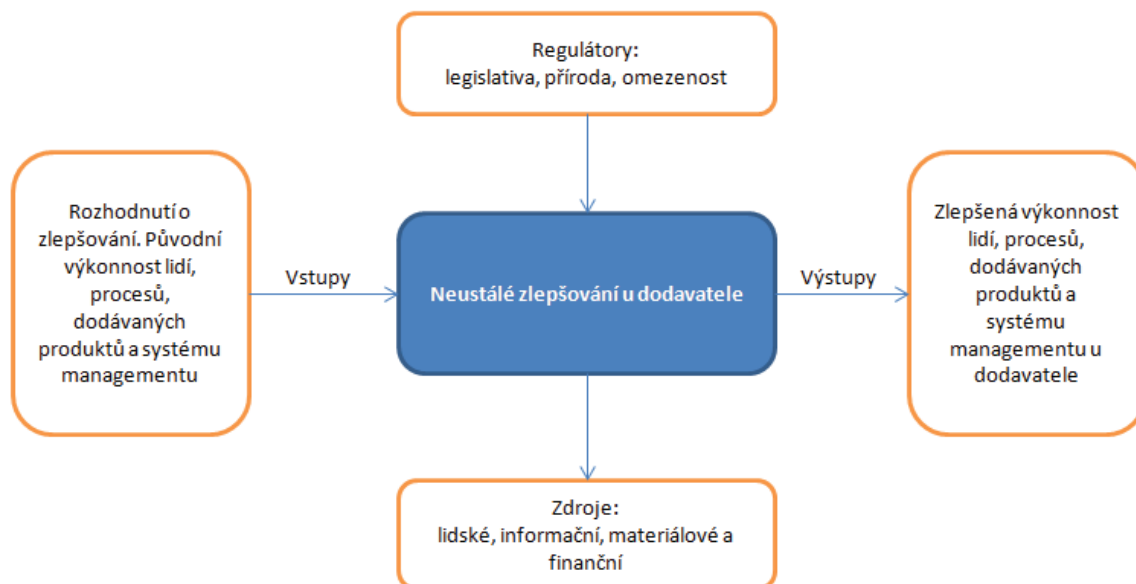 Regulátory:
legislativa, příroda, omezenost
Rozhodnutí o
zlepšování. Původní
výkonnost lidí,
procesů,
dodávaných
produktů a systému
managementu
Vstupy
Neustálé zlepšování u dodavatele
Výstupy
Zlepšená výkonnost
lidí, procesů,
dodávaných
produktů a
systému
managementu u
dodavatele
Zdroje:
lidské, informační, materiálové a
finanční